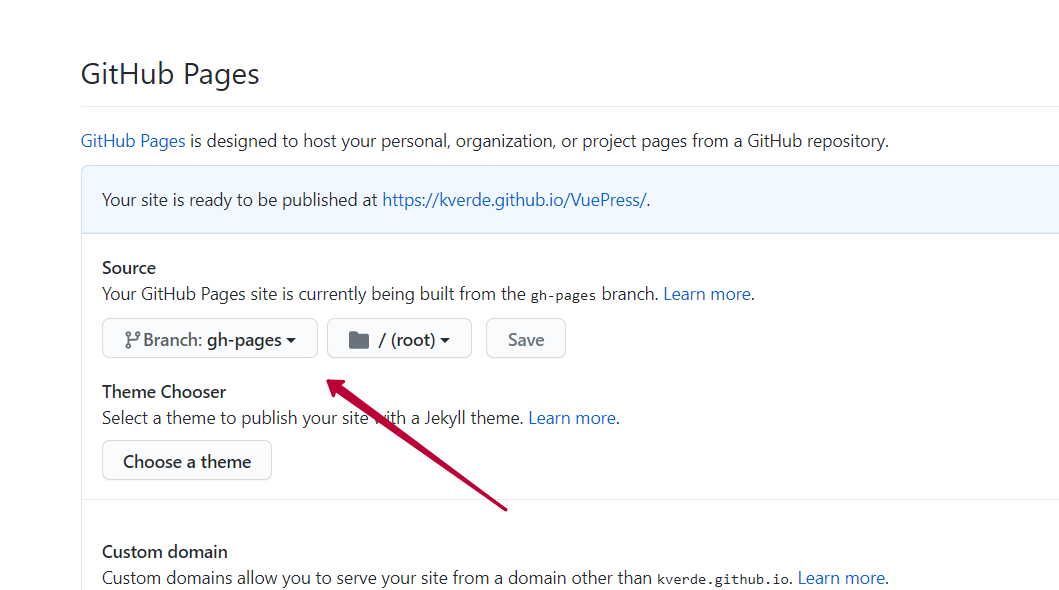 GitHub Pages
GitHub Pages is designed to host your personal, organization, or project pages from a GitHub repository.
Your site is ready to be published at https://kverde.github.io/VuePress/.
Source
Your GitHub Pages site is currently being built from the gh-pages branch. Learn more.
Branch: gh-pages / (root) Save
Theme Chooser
Select a theme to publish your site with a Jekyll theme. Learn more.
Choose a theme
Custom domain
Custom domains allow you to serve your site from a domain other than kverde.github.io. Learn more.